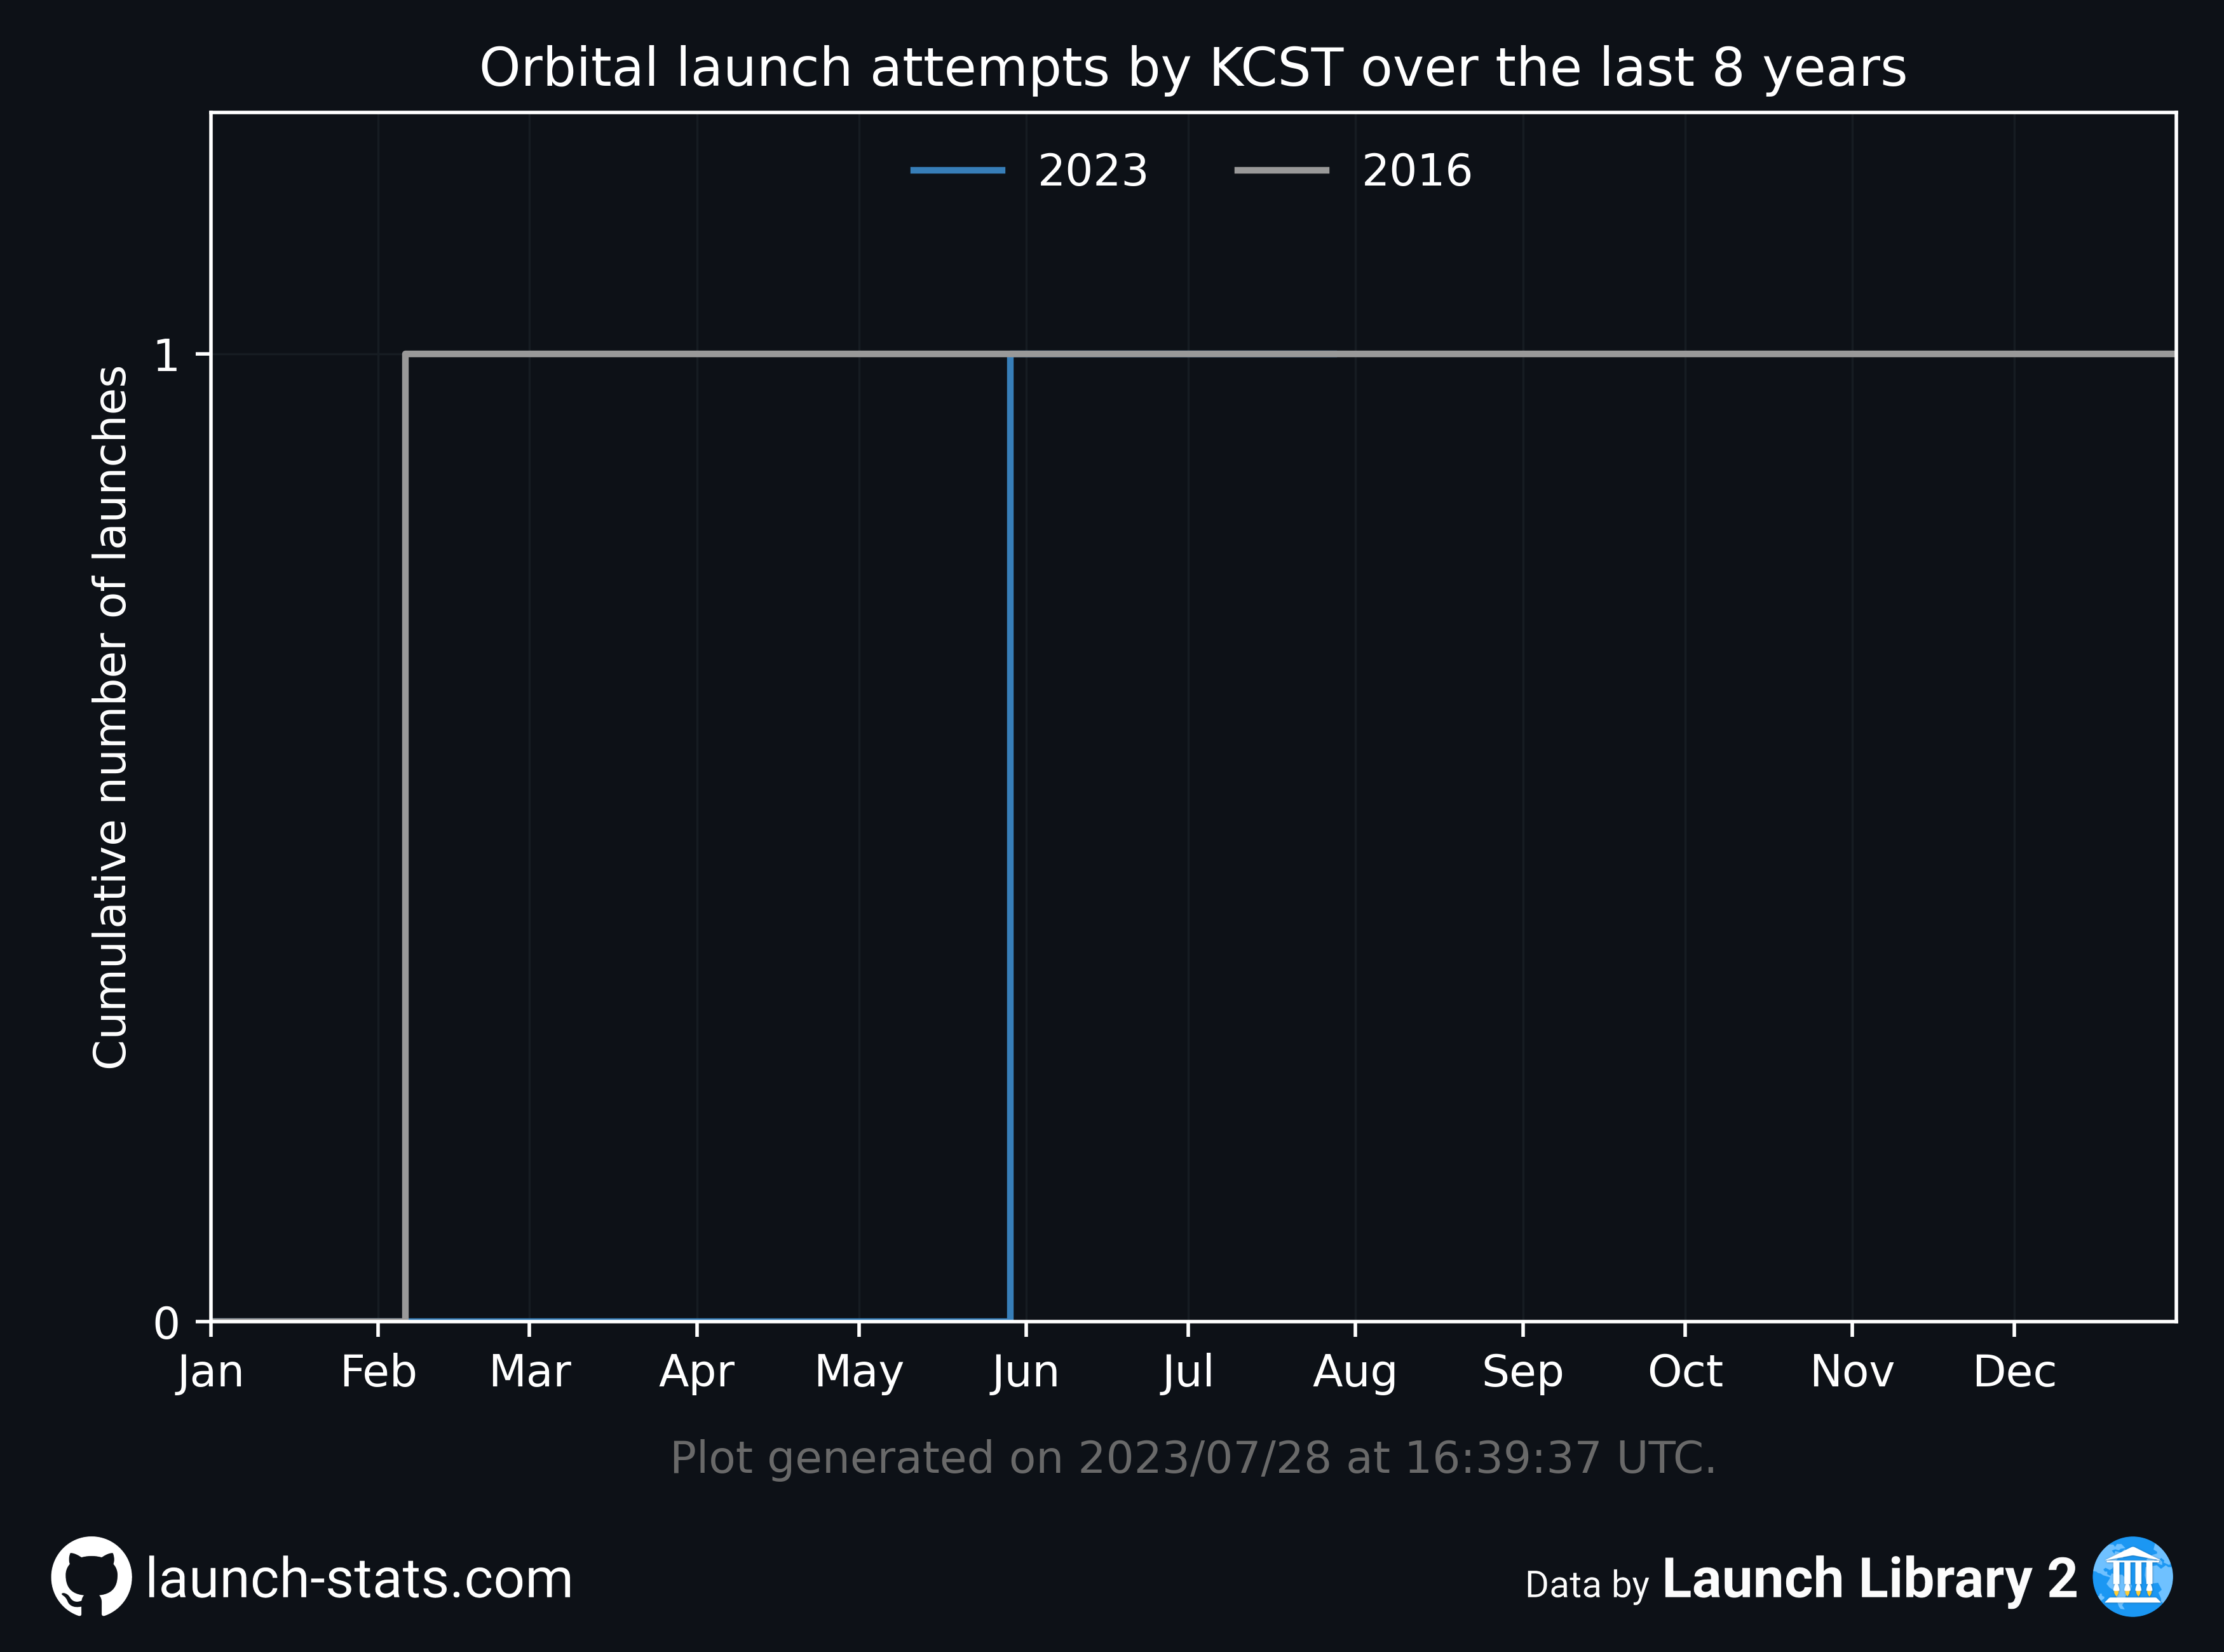 Orbital launch attempts by KCST over the last 8 years
2023 2016
Cumulative number of launches
1
0
Jan Feb Mar Apr May Jun Jul Aug Sep Oct Nov Dec
Plot generated on 2023/07/28 at 16:39:37 UTC.
launch-stats.com
Data by Launch Library 2